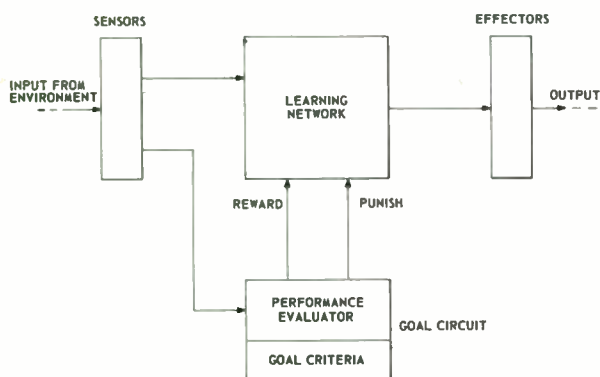 SENSORS
EFFECTORS
INPUT FROM
ENVIRONMENT
LEARNING
NETWORK
OUTPUT
REWARD
PUNISH
PERFORMANCE
EVALUATOR
GOAL CIRCUIT
GOAL CRITERIA